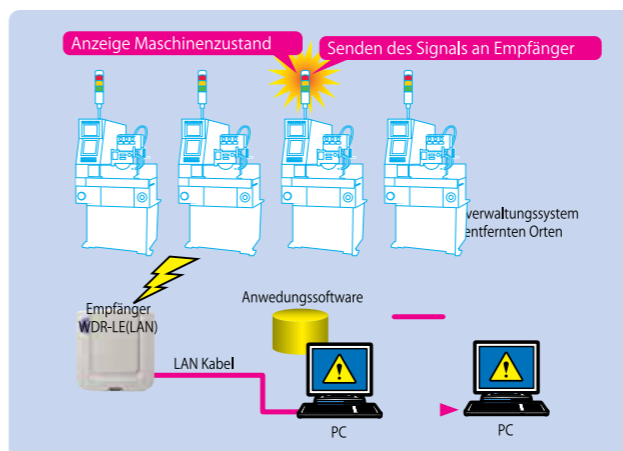 Anzeige Maschinenzustand
Senden des Signals an Empfänger
verwaltungssystem
entfernten Orten
Empfänger
WDR-LE(LAN)
Anwedungssoftware
LAN Kabel
PC
PC